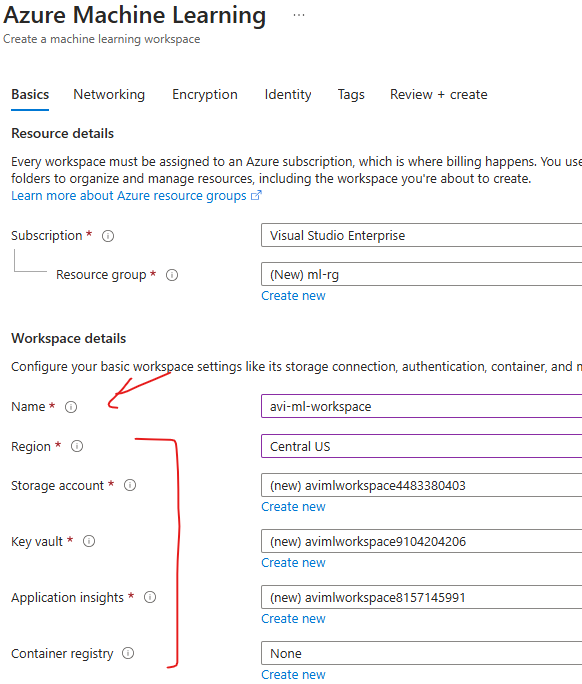 Azure Machine Learning ...
Create a machine learning workspace
Basics Networking Encryption Identity Tags Review + create
Resource details
Every workspace must be assigned to an Azure subscription, which is where billing happens. You use
folders to organize and manage resources, including the workspace you're about to create.
Learn more about Azure resource groups
Subscription * Visual Studio Enterprise
Resource group * (New) ml-rg
Create new
Workspace details
Configure your basic workspace settings like its storage connection, authentication, container, and
Name * avi-ml-workspace
Region * Central US
Storage account * (new) avimlworkspace4483380403
Create new
Key vault * (new) avimlworkspace9104204206
Create new
Application insights * (new) avimlworkspace8157145991
Create new
Container registry None
Create new